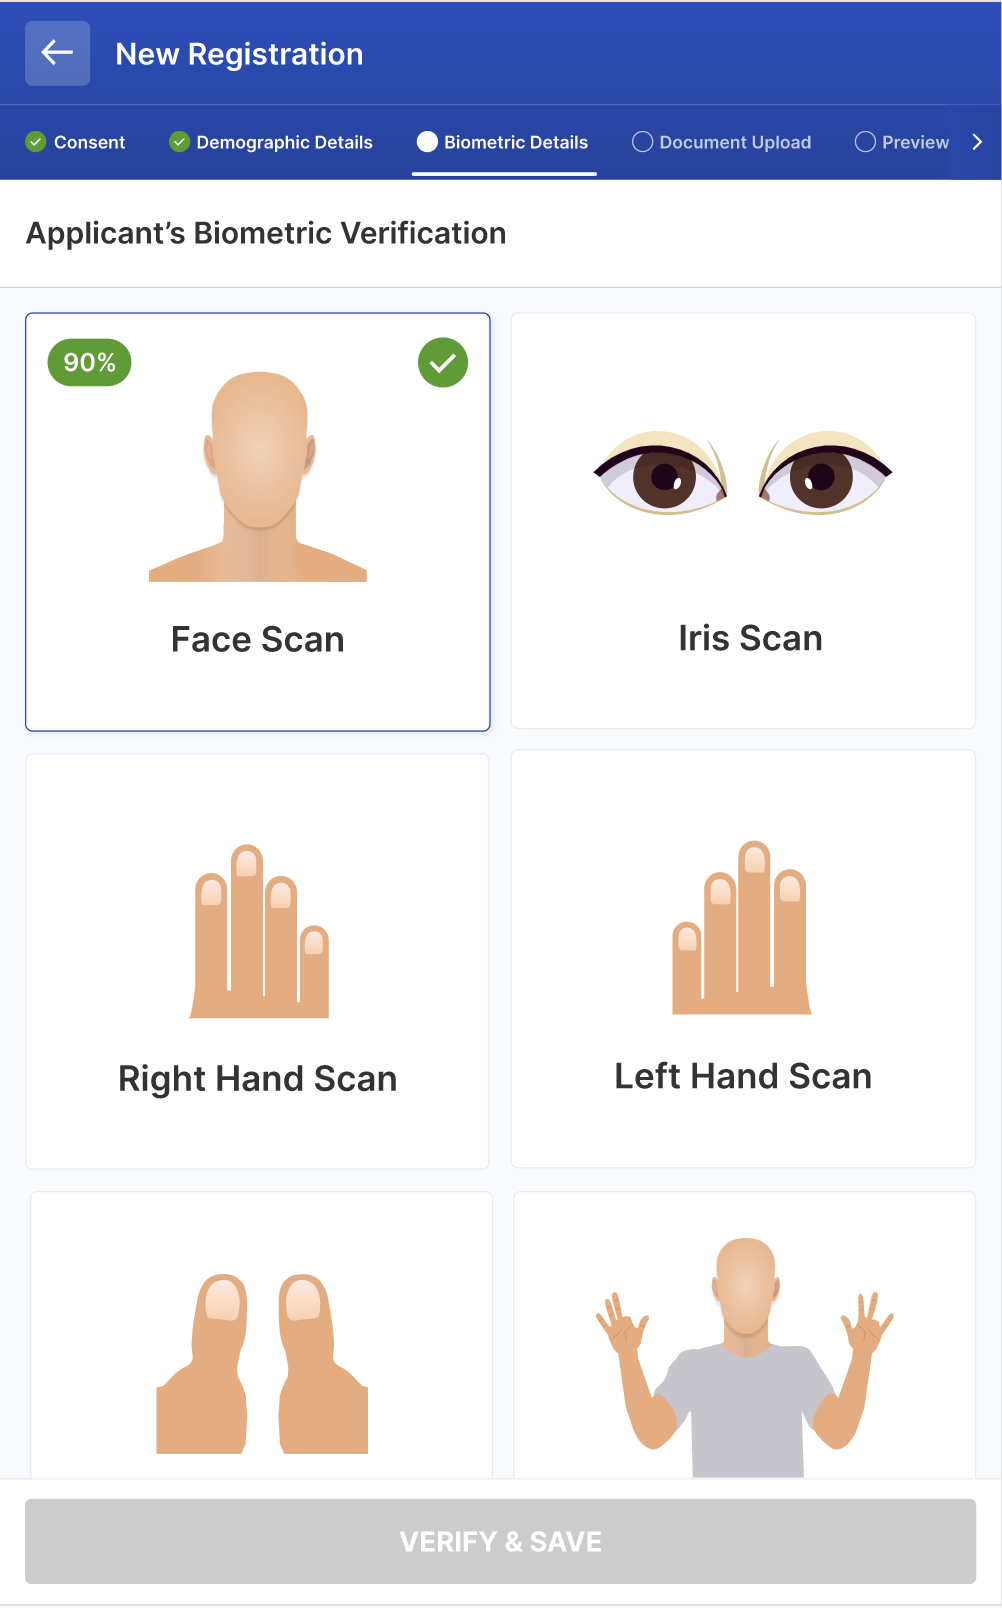 New Registration
Consent
Demographic Details
Biometric Details
Document Upload
Preview
Applicant’s Biometric Verification
90%
Face Scan
Iris Scan
Right Hand Scan
Left Hand Scan
VERIFY & SAVE